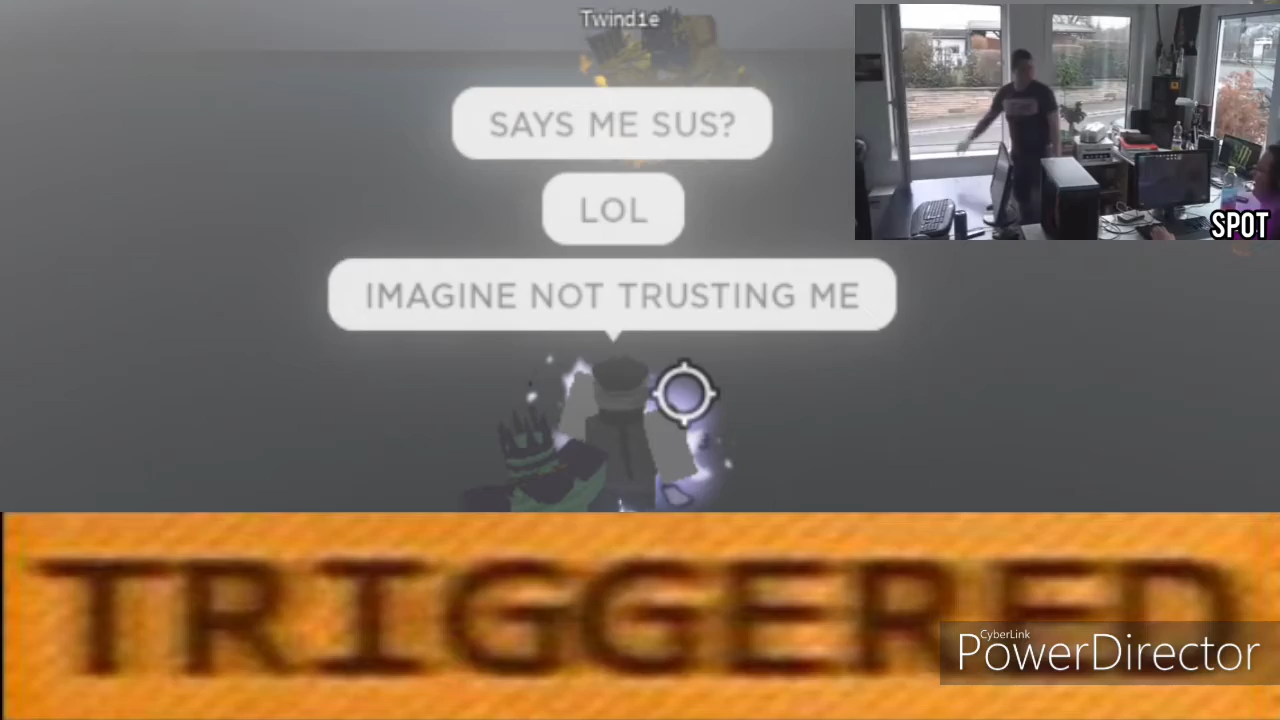 Twind1e
SAYS ME SUS?
LOL
IMAGINE NOT TRUSTING ME
SPOT
TRIGGERED
CyberLink
PowerDirector